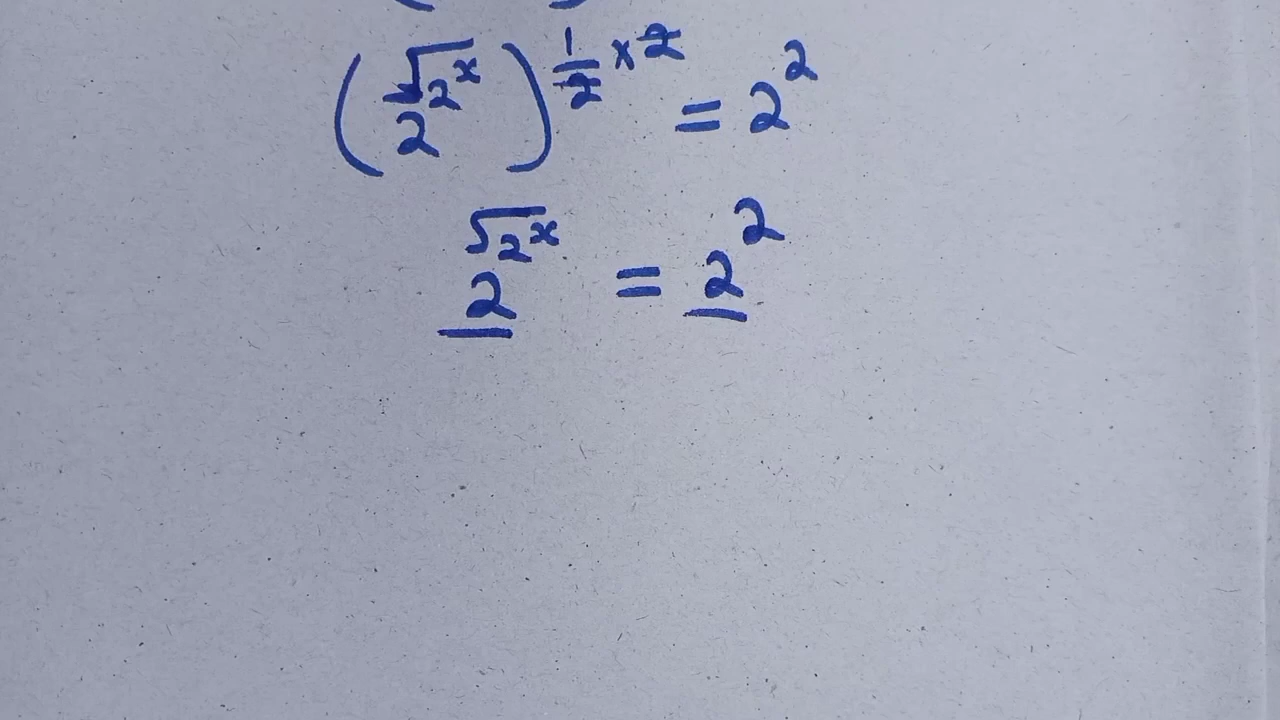 (2^√(2^x))^(1/2 × 2) = 2^2
2^√(2^x) = 2^2